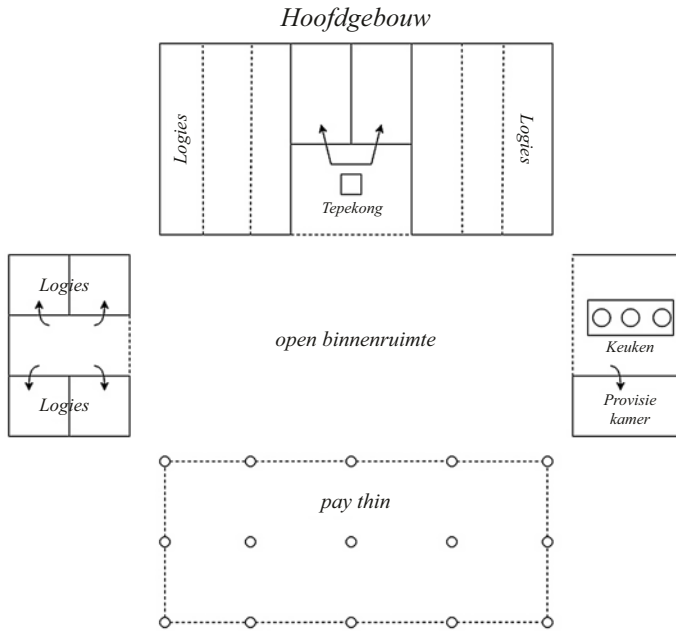 Hoofdgebouw
Logies
Logies
Tepekong
Logies
open binnenruimte
Keuken
Logies
Provisie
kamer
pay thin